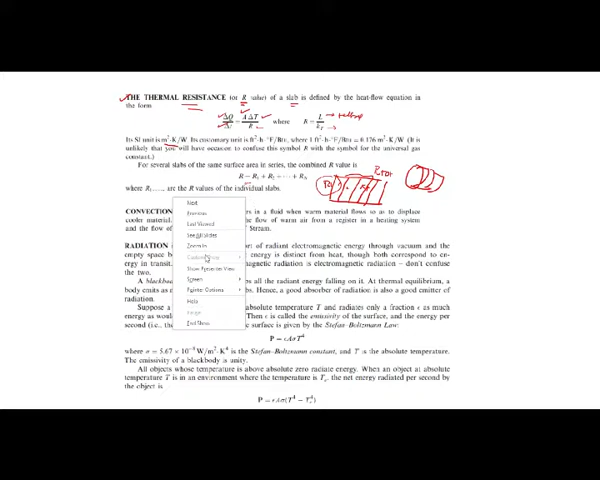 THE THERMAL RESISTANCE (or R value) of a slab is defined by the heat-flow equation in
the form
ΔQ/Δt = A ΔT/R where R = L/k_T
Its SI unit is m²·K/W. Its customary unit is ft²·h·°F/Btu, where 1 ft²·h·°F/Btu = 0.176 m²·K/W. (It is
unlikely that you will have occasion to confuse this symbol R with the symbol for the universal gas
constant.)
For several slabs of the same surface area in series, the combined R value is
R = R₁ + R₂ + ··· + R_N
where R₁,..., are the R values of the individual slabs.
Next
Previous
Last Viewed
See All Slides
Zoom In
Custom Show
Show Presenter View
Screen
Pointer Options
Help
Pause
End Show
CONVECTION
rs in a fluid when warm material flows so as to displace
cooler material.
flow of warm air from a register in a heating system
and the flow of
Stream.
RADIATION
rt of radiant electromagnetic energy through vacuum and the
empty space b
energy is distinct from heat, though both correspond to en-
ergy in transit.
magnetic radiation is electromagnetic radiation – don't confuse
the two.
A blackbod
s all the radiant energy falling on it. At thermal equilibrium, a
body emits as
s. Hence, a good absorber of radiation is also a good emitter of
radiation.
Suppose a
absolute temperature T and radiates only a fraction ϵ as much
energy as would
Then ϵ is called the emissivity of the surface, and the energy per
second (i.e., the
he surface is given by the Stefan-Boltzmann Law:
P = ϵAσT⁴
where σ = 5.67 × 10⁻⁸ W/m²·K⁴ is the Stefan-Boltzmann constant, and T is the absolute temperature.
The emissivity of a blackbody is unity.
All objects whose temperature is above absolute zero radiate energy. When an object at absolute
temperature T is in an environment where the temperature is Tₑ, the net energy radiated per second by
the object is
P = ϵAσ(T⁴ − Tₑ⁴)